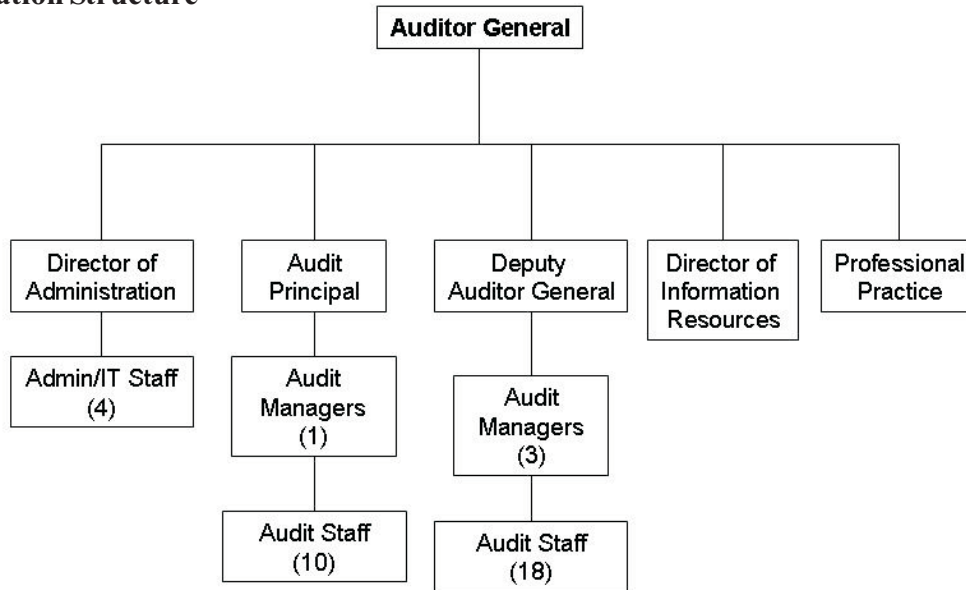 Structure
Auditor General
Director of
Administration
Audit
Principal
Deputy
Auditor General
Director of
Information
Resources
Professional
Practice
Admin/IT Staff
(4)
Audit
Managers
(1)
Audit
Managers
(3)
Audit Staff
(10)
Audit Staff
(18)